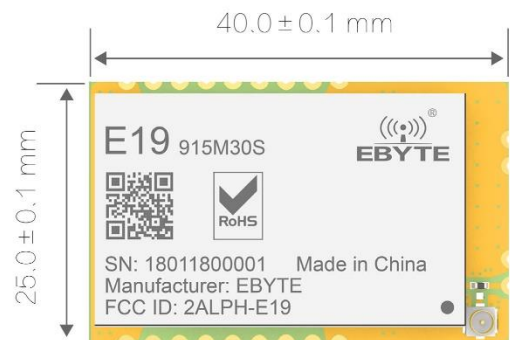 40.0±0.1 mm
25.0±0.1 mm
E19 915M30S
®
EBYTE
RoHS
SN: 18011800001 Made in China
Manufacturer: EBYTE
FCC ID: 2ALPH-E19